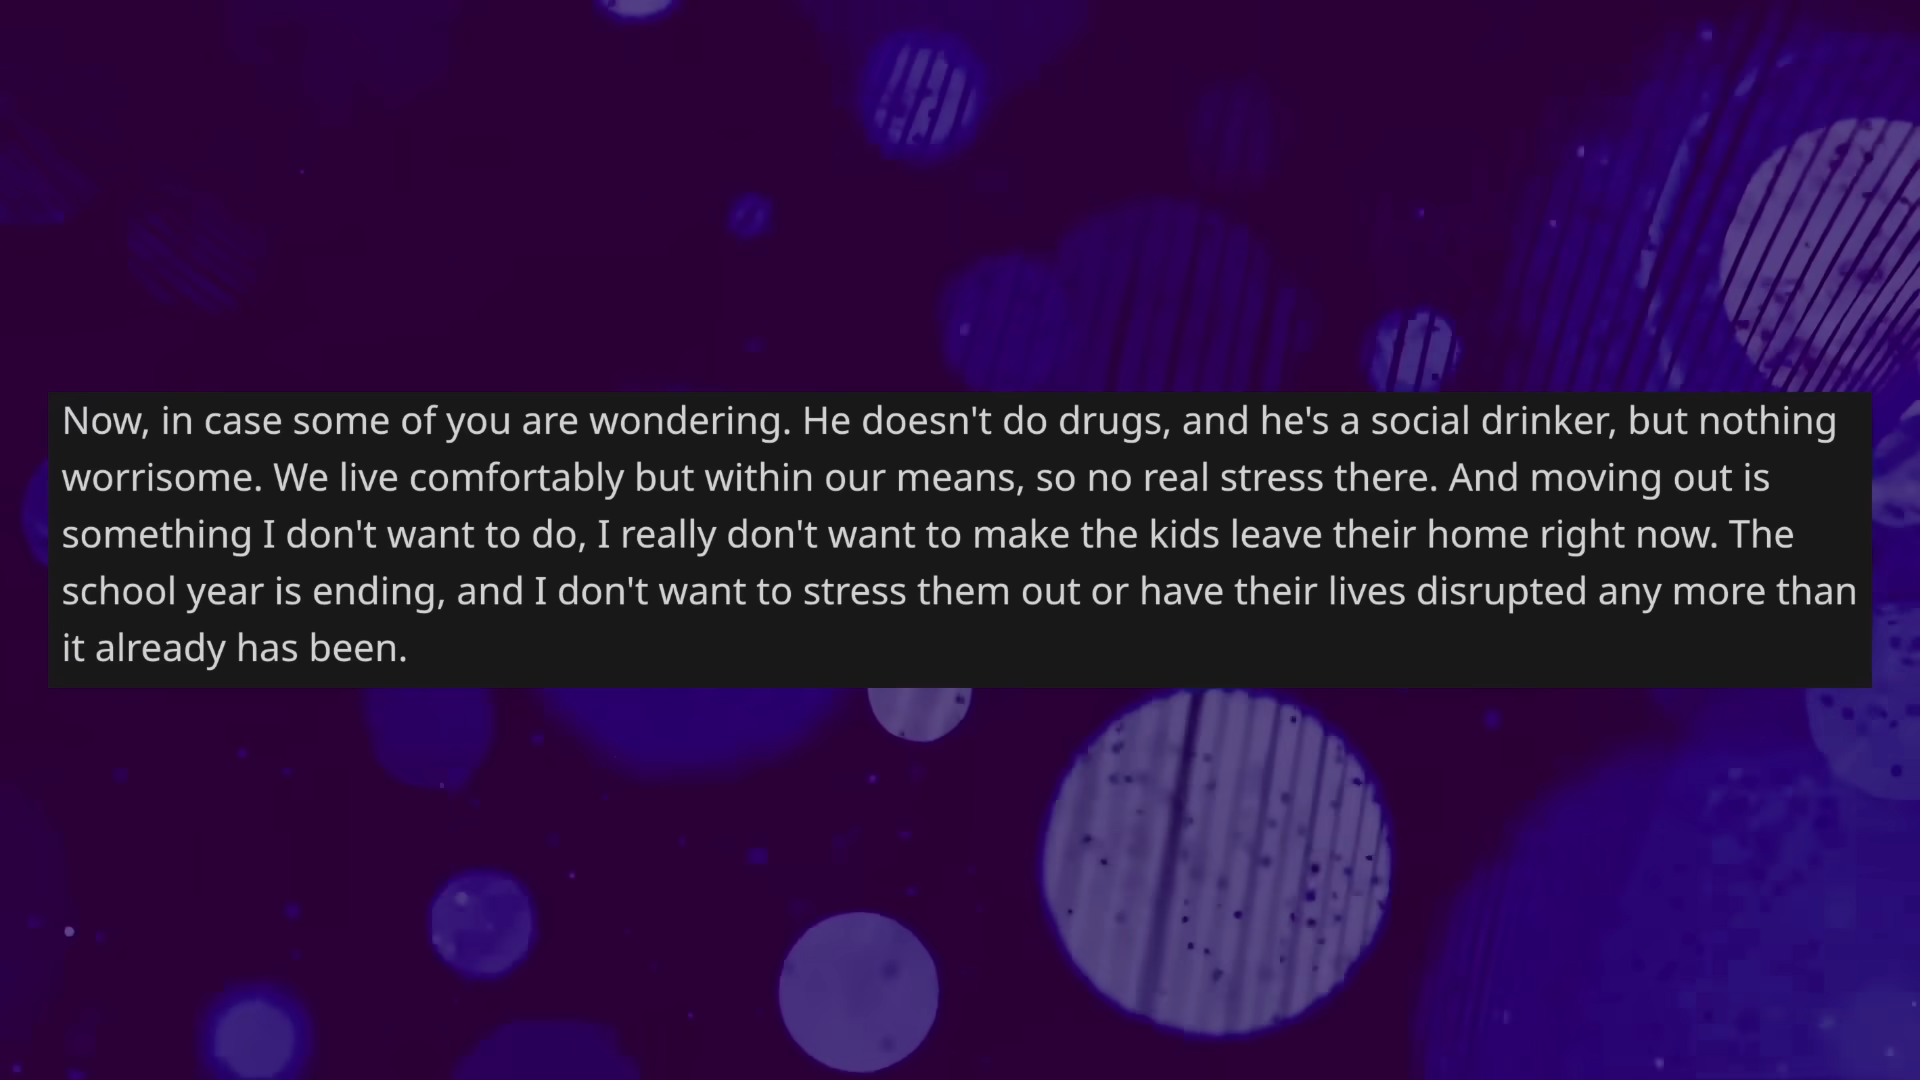 Now, in case some of you are wondering. He doesn't do drugs, and he's a social drinker, but nothing
worrisome. We live comfortably but within our means, so no real stress there. And moving out is
something I don't want to do, I really don't want to make the kids leave their home right now. The
school year is ending, and I don't want to stress them out or have their lives disrupted any more than
it already has been.